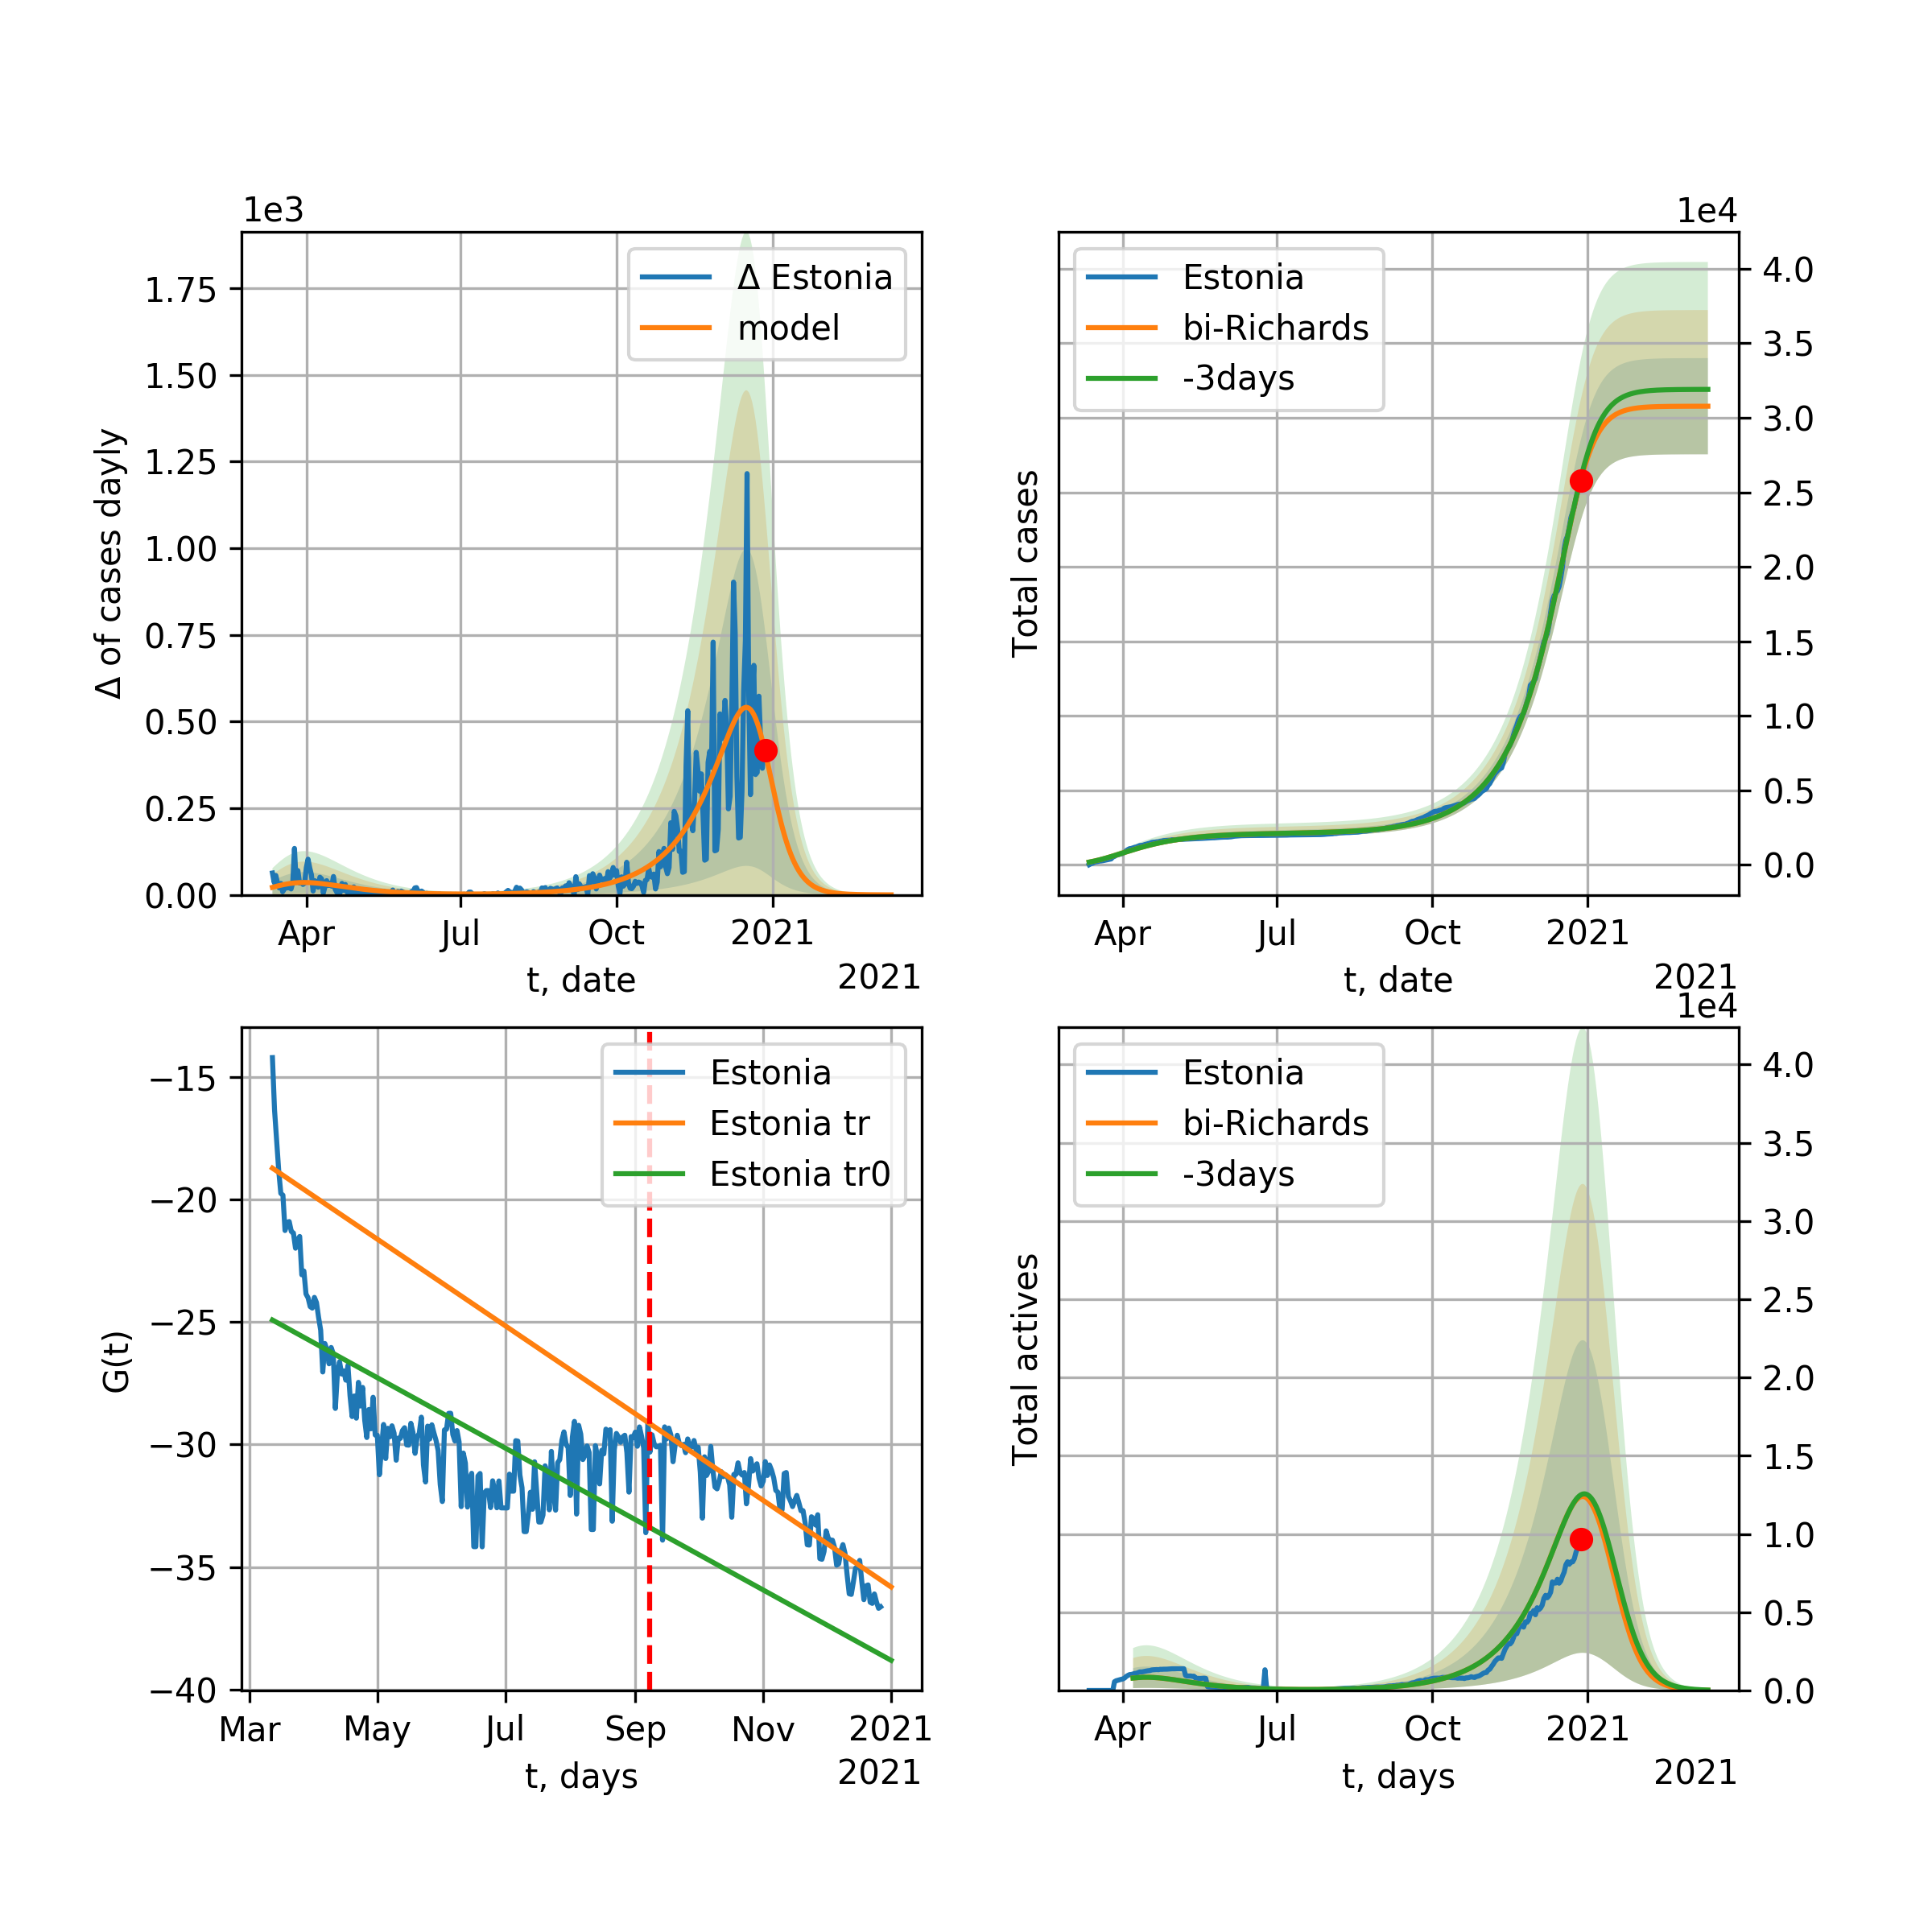 1e3
Δ Estonia
model
1.75
1.50
1.25
1.00
0.75
0.50
0.25
0.00
Δ of cases dayly
Apr Jul Oct 2021
t, date
2021
1e4
Estonia
bi-Richards
-3days
4.0
3.5
3.0
2.5
2.0
1.5
1.0
0.5
0.0
Total cases
Apr Jul Oct 2021
t, date
2021
Estonia
Estonia tr
Estonia tr0
−15
−20
−25
−30
−35
−40
G(t)
Mar May Jul Sep Nov 2021
t, days
2021
1e4
Estonia
bi-Richards
-3days
4.0
3.5
3.0
2.5
2.0
1.5
1.0
0.5
0.0
Total actives
Apr Jul Oct 2021
t, days
2021